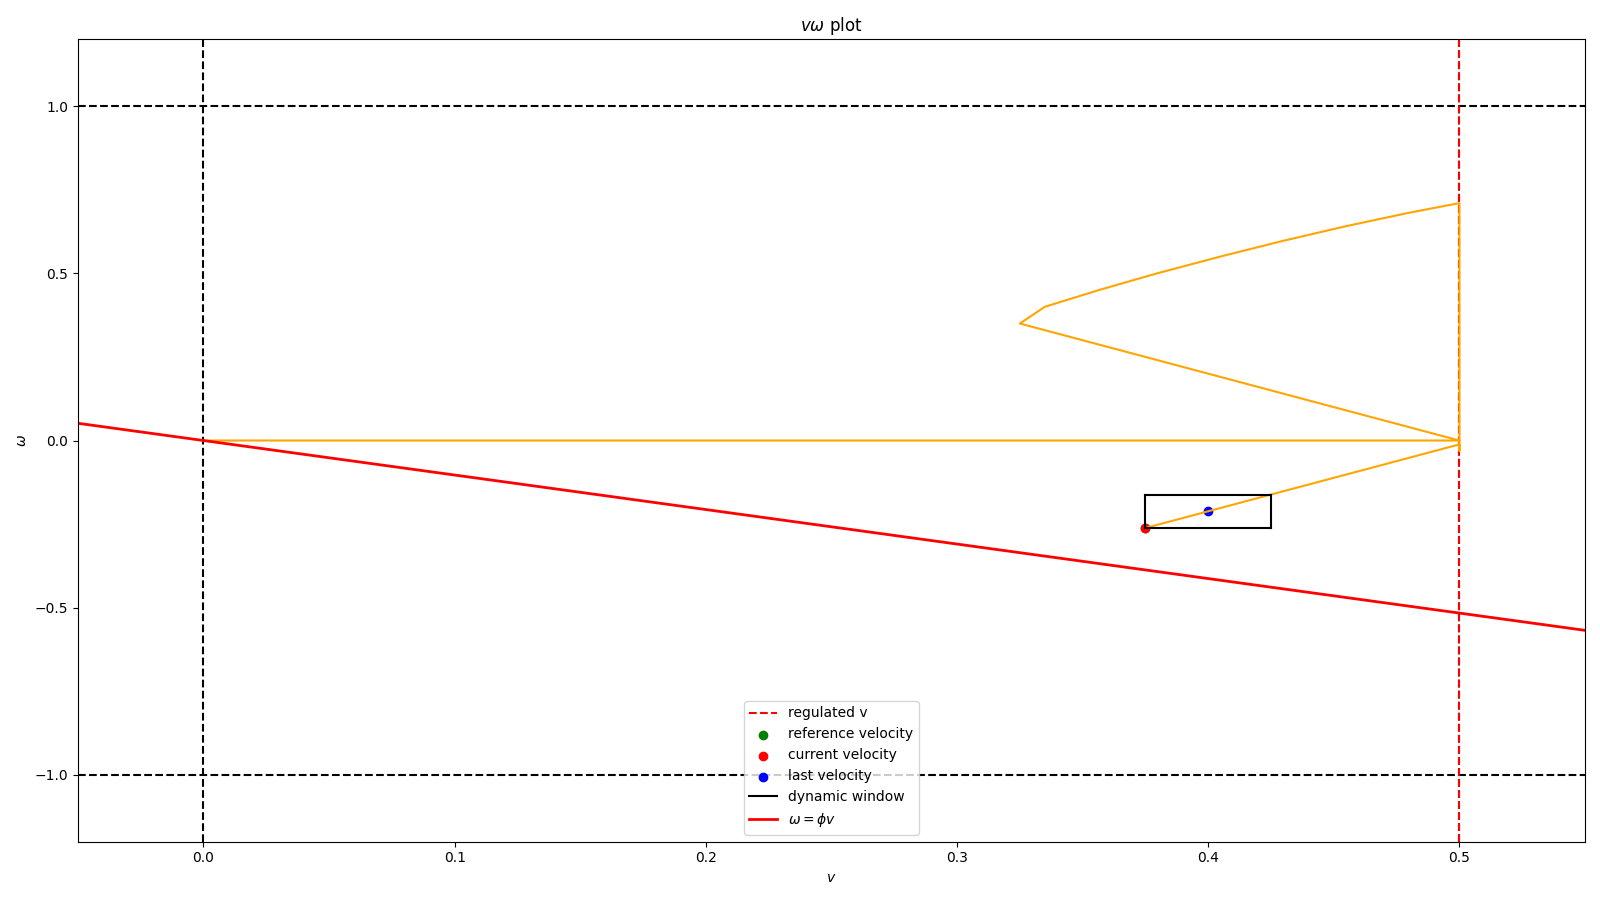 vω plot
ω
1.0
0.5
0.0
−0.5
−1.0
regulated v
reference velocity
current velocity
last velocity
dynamic window
ω = ϕv
0.0 0.1 0.2 0.3 0.4 0.5
v